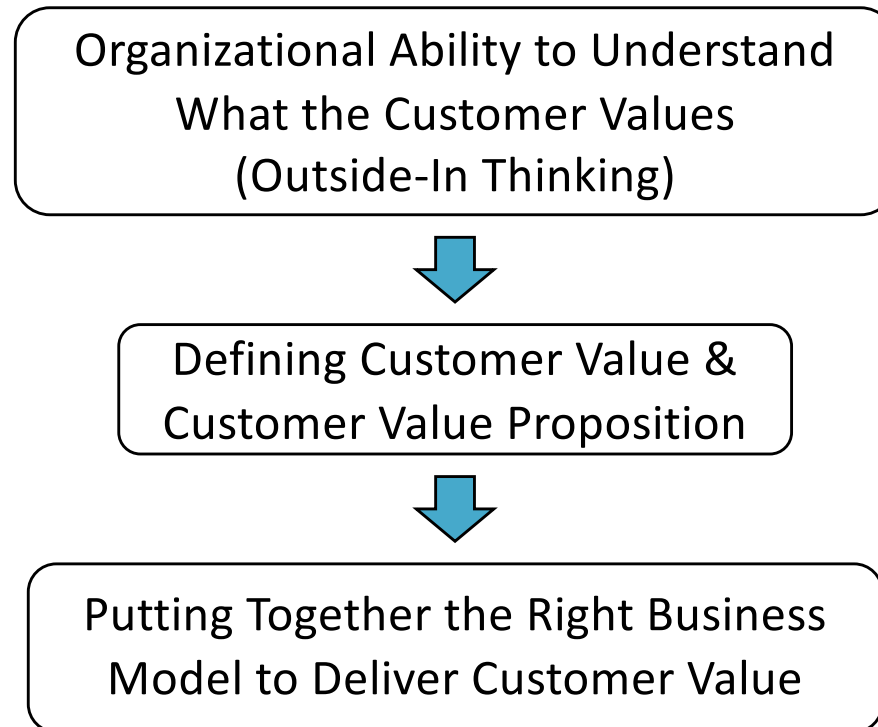 Organizational Ability to Understand
What the Customer Values
(Outside-In Thinking)
Defining Customer Value &
Customer Value Proposition
Putting Together the Right Business
Model to Deliver Customer Value